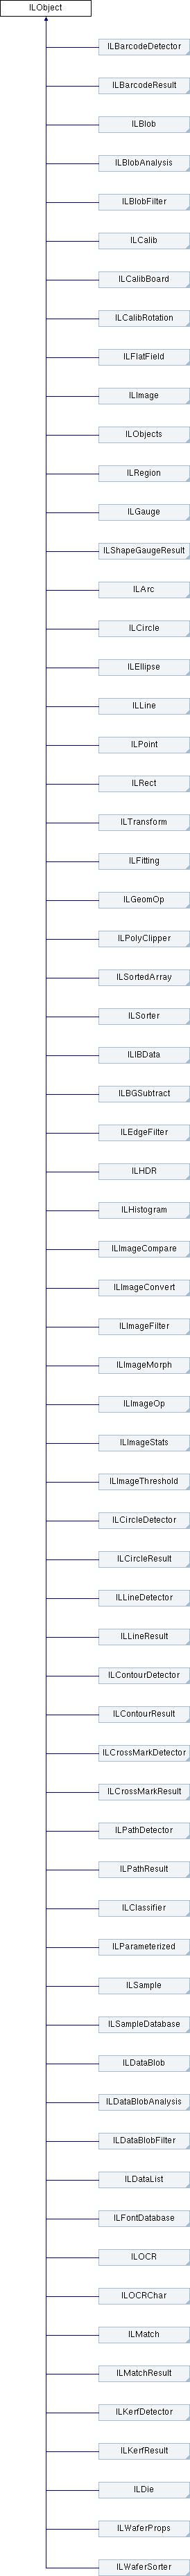 ILObject
ILBarcodeDetector
ILBarcodeResult
ILBlob
ILBlobAnalysis
ILBlobFilter
ILCalib
ILCalibBoard
ILCalibRotation
ILFlatField
ILImage
ILObjects
ILRegion
ILGauge
ILShapeGaugeResult
ILArc
ILCircle
ILEllipse
ILLine
ILPoint
ILRect
ILTransform
ILFitting
ILGeomOp
ILPolyClipper
ILSortedArray
ILSorter
ILIBData
ILBGSubtract
ILEdgeFilter
ILHDR
ILHistogram
ILImageCompare
ILImageConvert
ILImageFilter
ILImageMorph
ILImageOp
ILImageStats
ILImageThreshold
ILCircleDetector
ILCircleResult
ILLineDetector
ILLineResult
ILContourDetector
ILContourResult
ILCrossMarkDetector
ILCrossMarkResult
ILPathDetector
ILPathResult
ILClassifier
ILParameterized
ILSample
ILSampleDatabase
ILDataBlob
ILDataBlobAnalysis
ILDataBlobFilter
ILDataList
ILFontDatabase
ILOCR
ILOCRChar
ILMatch
ILMatchResult
ILKerfDetector
ILKerfResult
ILDie
ILWaferProps
ILWaferSorter